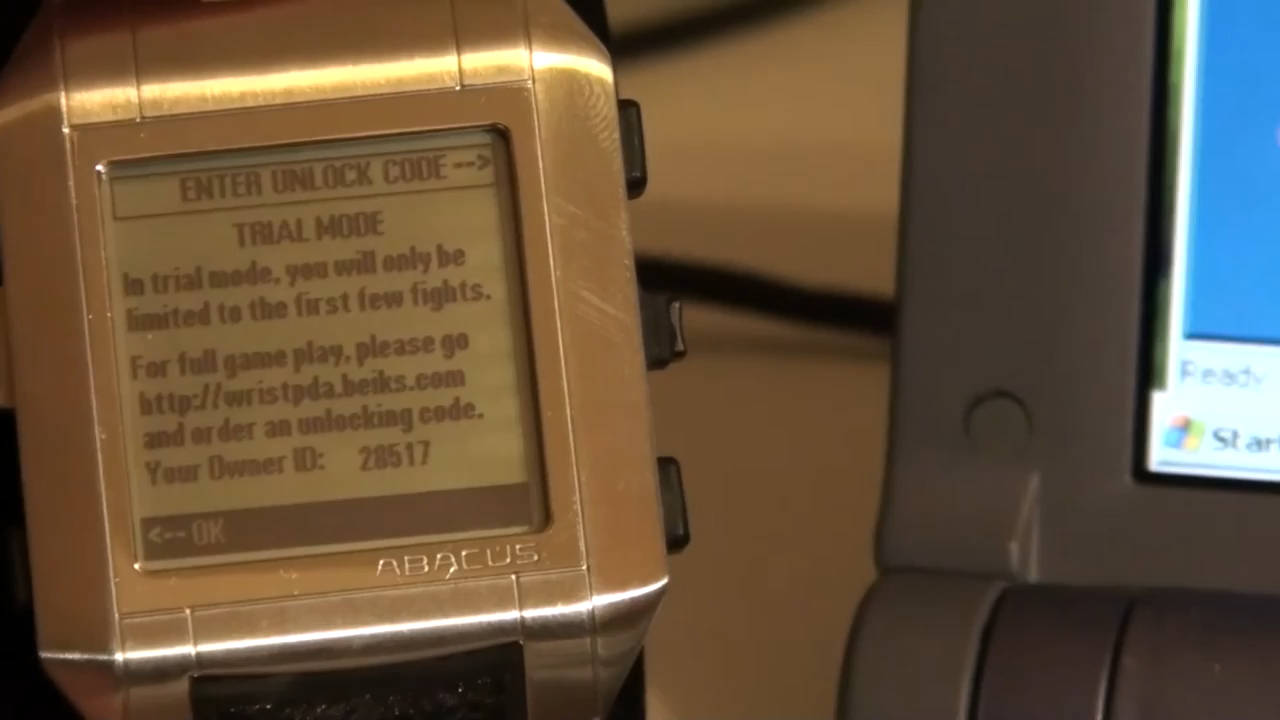 ENTER UNLOCK CODE -->
TRIAL MODE
In trial mode, you will only be
limited to the first few fights.
For full game play, please go
http://wristpda.beiks.com
and order an unlocking code.
Your Owner ID: 28517
<-- OK
ABACUS
Ready
Start